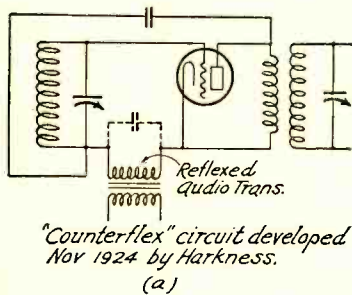 Reflexed
Audio Trans.
"Counterflex" circuit developed
Nov 1924 by Harkness.
(a)